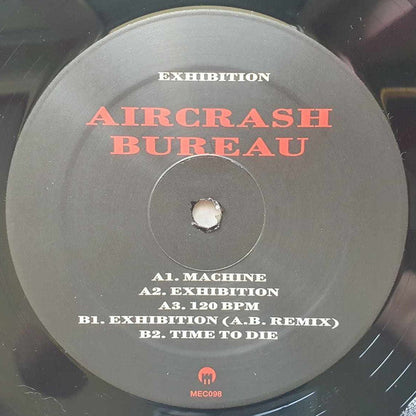 EXHIBITION
AIRCRASH
BUREAU
A1. MACHINE
A2. EXHIBITION
A3. 120 BPM
B1. EXHIBITION (A.B. REMIX)
B2. TIME TO DIE
MEC098